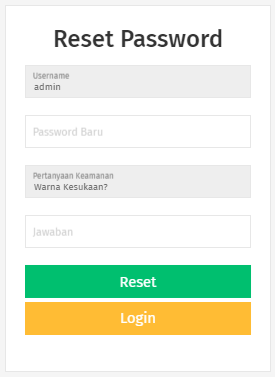 Reset Password
Username
admin
Password Baru
Pertanyaan Keamanan
Warna Kesukaan?
Jawaban
Reset
Login